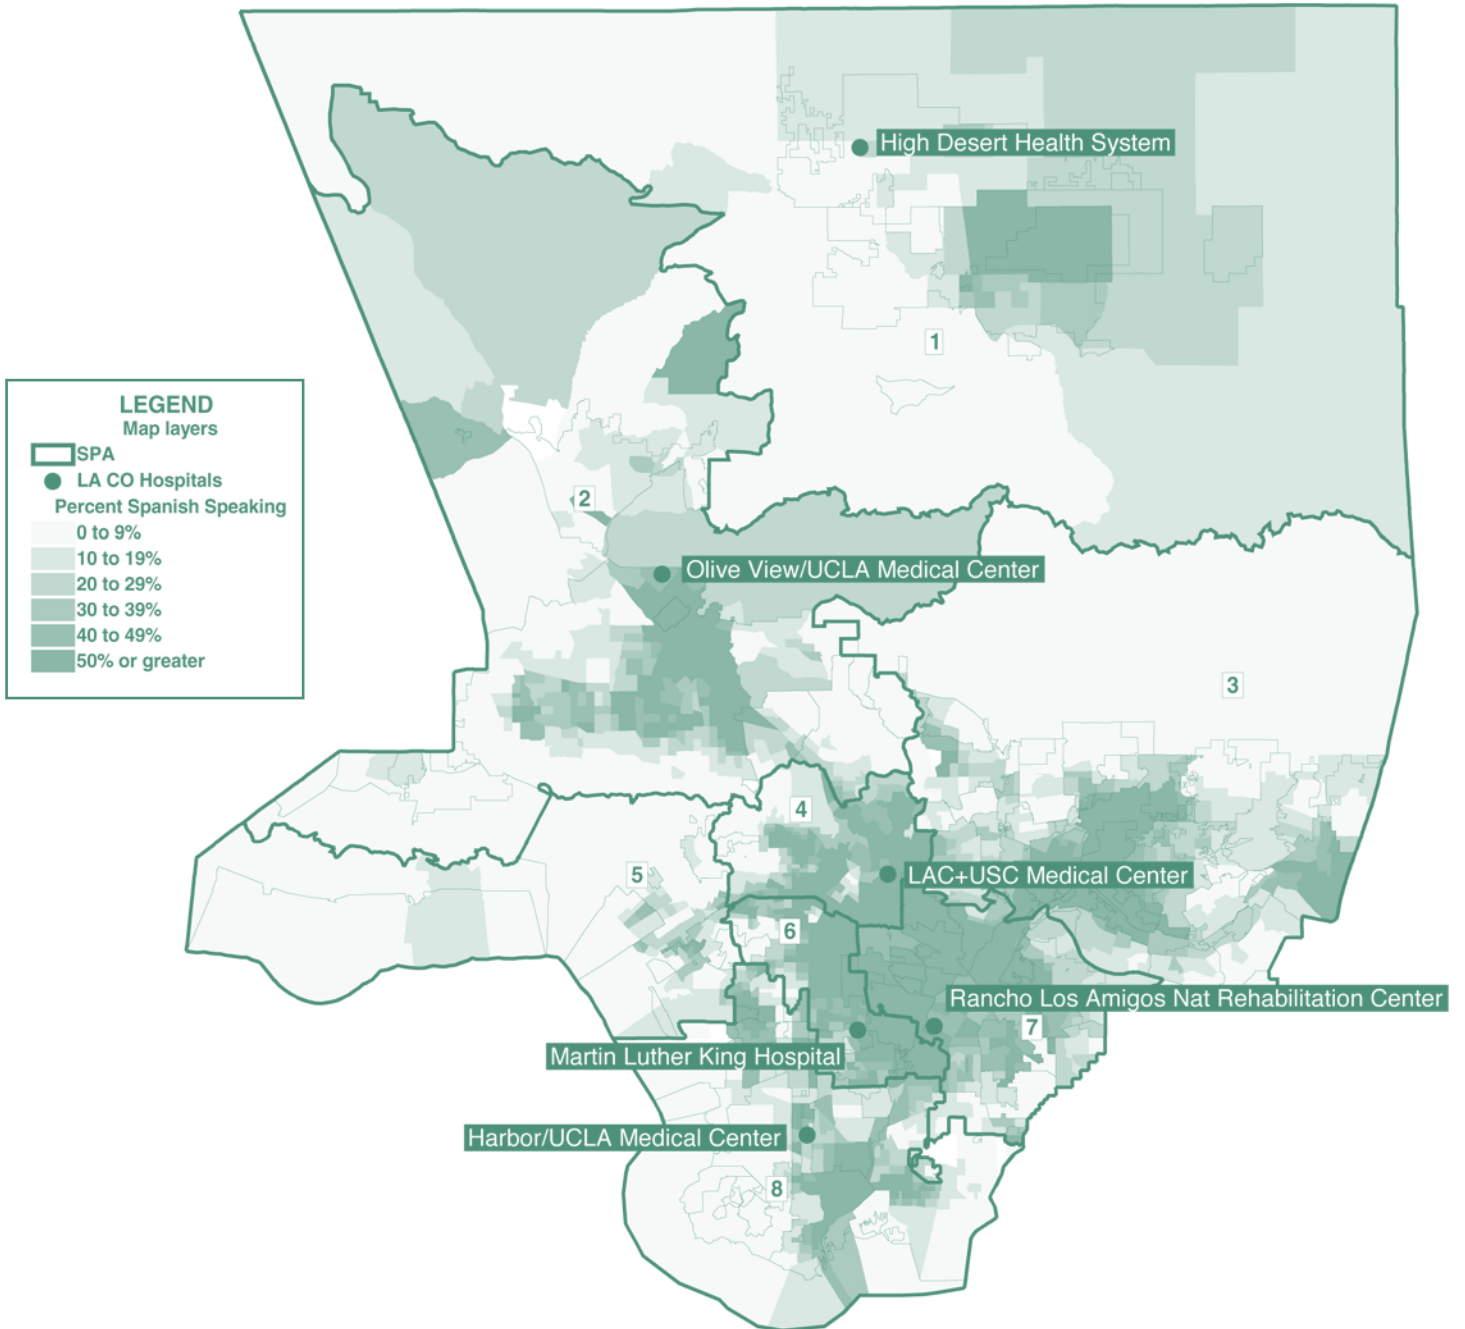 High Desert Health System
1
LEGEND
Map layers
SPA
LA CO Hospitals
Percent Spanish Speaking
0 to 9%
10 to 19%
20 to 29%
30 to 39%
40 to 49%
50% or greater
2
Olive View/UCLA Medical Center
3
4
5
LAC+USC Medical Center
6
Rancho Los Amigos Nat Rehabilitation Center
7
Martin Luther King Hospital
Harbor/UCLA Medical Center
8